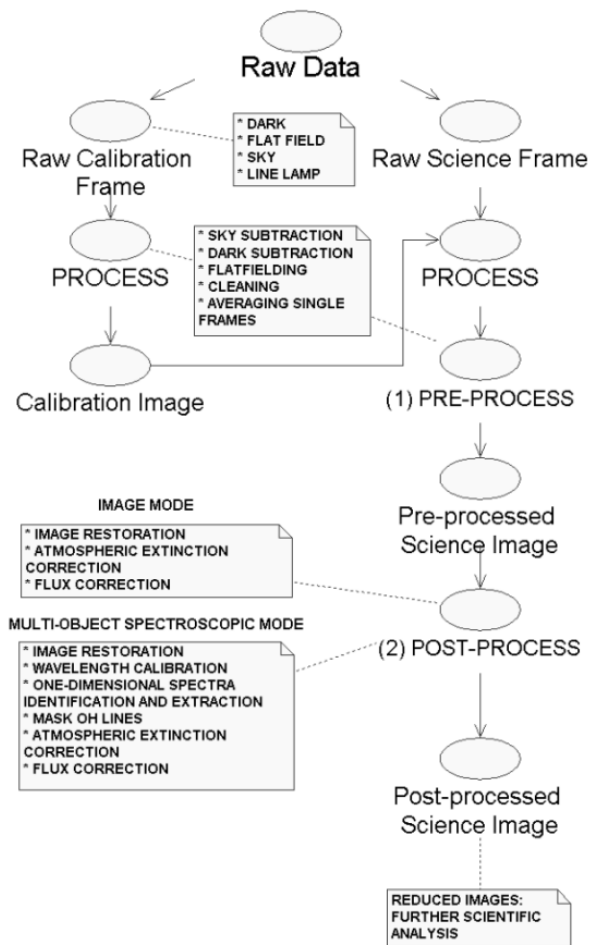 Raw Data
Raw Calibration
Frame
* DARK
* FLAT FIELD
* SKY
* LINE LAMP
Raw Science Frame
PROCESS
* SKY SUBTRACTION
* DARK SUBTRACTION
* FLATFIELDING
* CLEANING
* AVERAGING SINGLE
FRAMES
PROCESS
Calibration Image
(1) PRE-PROCESS
Pre-processed
Science Image
IMAGE MODE
* IMAGE RESTORATION
* ATMOSPHERIC EXTINCTION
CORRECTION
* FLUX CORRECTION
MULTI-OBJECT SPECTROSCOPIC MODE
* IMAGE RESTORATION
* WAVELENGTH CALIBRATION
* ONE-DIMENSIONAL SPECTRA
IDENTIFICATION AND EXTRACTION
* MASK OH LINES
* ATMOSPHERIC EXTINCTION
CORRECTION
* FLUX CORRECTION
(2) POST-PROCESS
Post-processed
Science Image
REDUCED IMAGES:
FURTHER SCIENTIFIC
ANALYSIS